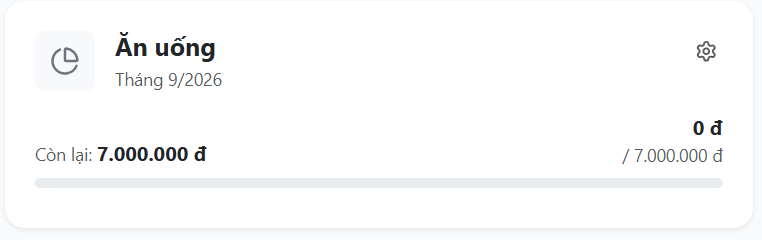 Ăn uống
Tháng 9/2026
0 đ
Còn lại: 7.000.000 đ
/ 7.000.000 đ